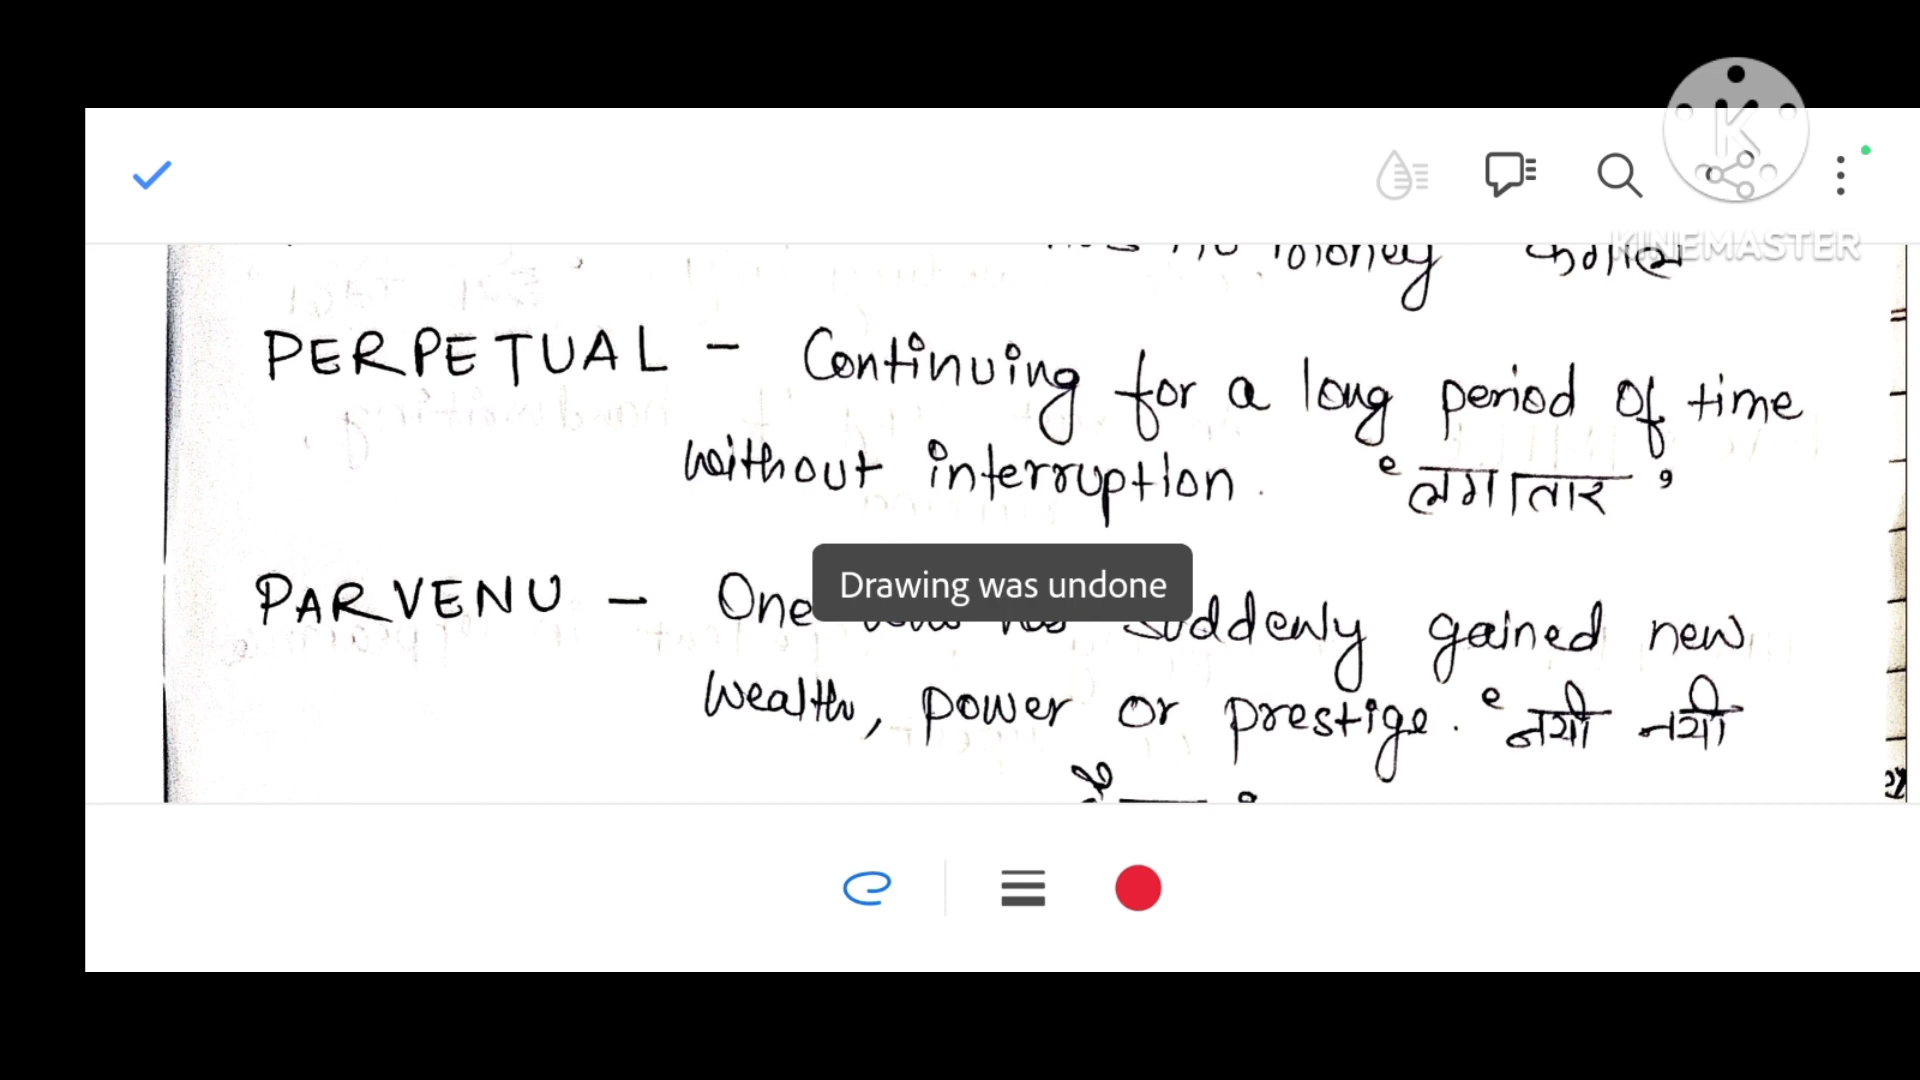 KINEMASTER
money कंगाल
PERPETUAL - Continuing for a long period of time
without interruption. 'लगातार'
Drawing was undone
PARVENU - One suddenly gained new
wealth, power or prestige. 'नयी नयी